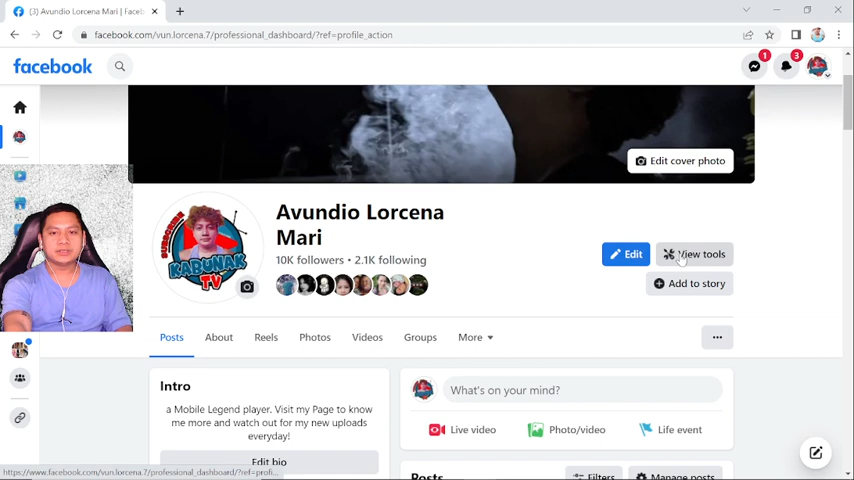 (3) Avundio Lorcena Mari | Faceb
facebook.com/vun.lorcena.7/professional_dashboard/?ref=profile_action
facebook
1
3
Edit cover photo
SUBSCRIBE
KABUNAK
TV
Avundio Lorcena
Mari
10K followers • 2.1K following
Edit
View tools
Add to story
Posts
About
Reels
Photos
Videos
Groups
More
Intro
a Mobile Legend player. Visit my Page to know
me more and watch out for my new uploads
everyday!
Edit bio
What's on your mind?
Live video
Photo/video
Life event
Posts
Filters
Manage posts
https://www.facebook.com/vun.lorcena.7/professional_dashboard/?ref=profi...